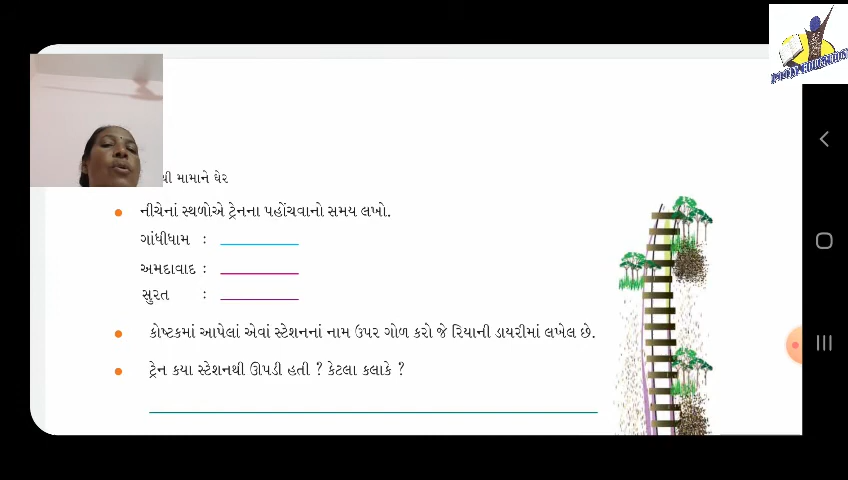 મામાને ઘેર
નીચેનાં સ્થળોએ ટ્રેનના પહોંચવાનો સમય લખો.
ગાંધીધામ :
અમદાવાદ :
સુરત :
કોષ્ટકમાં આપેલાં એવાં સ્ટેશનનાં નામ ઉપર ગોળ કરો જે રિયાની ડાયરીમાં લખેલ છે.
ટ્રેન કયા સ્ટેશનથી ઊપડી હતી ? કેટલા કલાકે ?